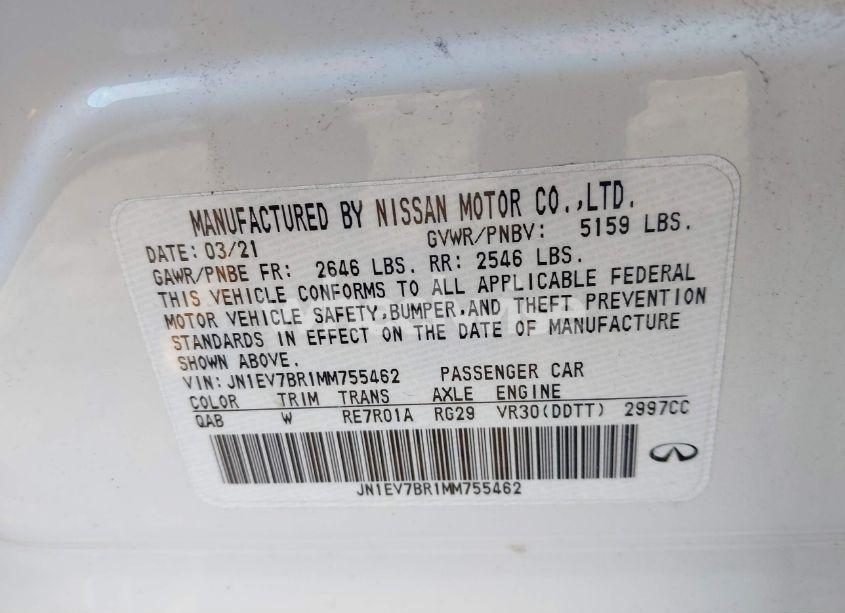 MANUFACTURED BY NISSAN MOTOR CO.,LTD.
DATE: 03/21 GVWR/PNBV: 5159 LBS.
GAWR/PNBE FR: 2646 LBS. RR: 2546 LBS.
THIS VEHICLE CONFORMS TO ALL APPLICABLE FEDERAL
MOTOR VEHICLE SAFETY,BUMPER,AND THEFT PREVENTION
STANDARDS IN EFFECT ON THE DATE OF MANUFACTURE
SHOWN ABOVE.
VIN: JN1EV7BR1MM755462 PASSENGER CAR
COLOR TRIM TRANS AXLE ENGINE
QAB W RE7R01A RG29 VR30(DDTT) 2997CC
JN1EV7BR1MM755462